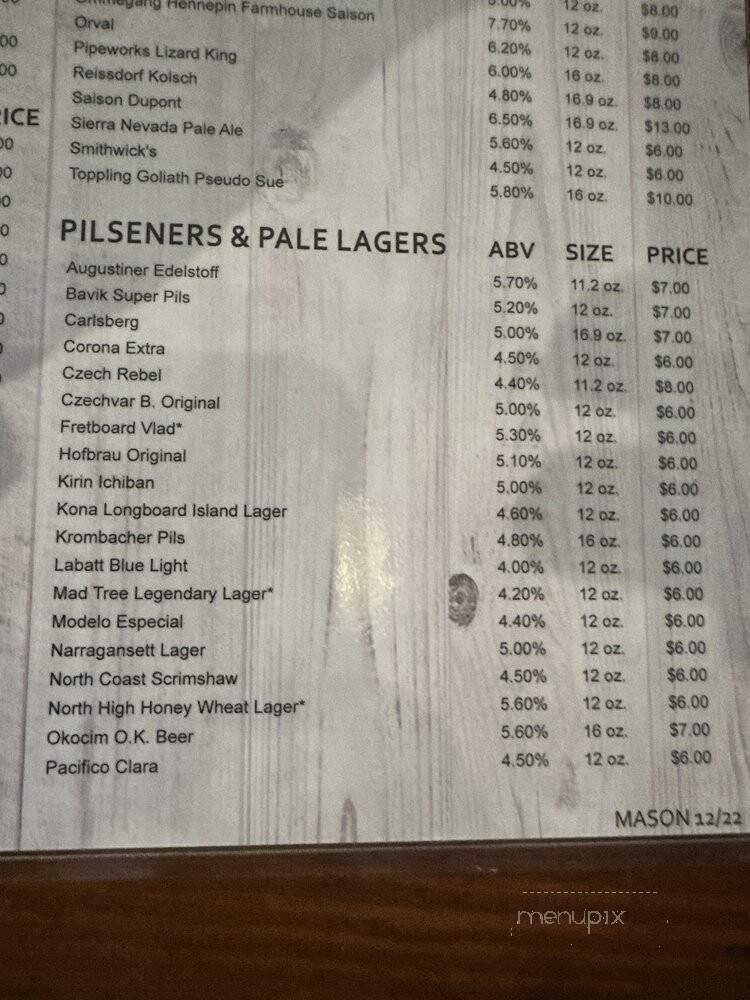 12 oz. $8.00
Hennepin Farmhouse Saison 7.70% 12 oz. $9.00
Orval 6.20% 12 oz. $8.00
Pipeworks Lizard King 6.00% 16 oz. $8.00
Reissdorf Kolsch 4.80% 16.9 oz. $8.00
Saison Dupont 6.50% 16.9 oz. $13.00
Sierra Nevada Pale Ale 5.60% 12 oz. $6.00
Smithwick's 4.50% 12 oz. $6.00
Toppling Goliath Pseudo Sue 5.80% 16 oz. $10.00
PILSENERS & PALE LAGERS ABV SIZE PRICE
Augustiner Edelstoff 5.70% 11.2 oz. $7.00
Bavik Super Pils 5.20% 12 oz. $7.00
Carlsberg 5.00% 16.9 oz. $7.00
Corona Extra 4.50% 12 oz. $6.00
Czech Rebel 4.40% 11.2 oz. $8.00
Czechvar B. Original 5.00% 12 oz. $6.00
Fretboard Vlad* 5.30% 12 oz. $6.00
Hofbrau Original 5.10% 12 oz. $6.00
Kirin Ichiban 5.00% 12 oz. $6.00
Kona Longboard Island Lager 4.60% 12 oz. $6.00
Krombacher Pils 4.80% 16 oz. $6.00
Labatt Blue Light 4.00% 12 oz. $6.00
Mad Tree Legendary Lager* 4.20% 12 oz. $6.00
Modelo Especial 4.40% 12 oz. $6.00
Narragansett Lager 5.00% 12 oz. $6.00
North Coast Scrimshaw 4.50% 12 oz. $6.00
North High Honey Wheat Lager* 5.60% 12 oz. $6.00
Okocim O.K. Beer 5.60% 16 oz. $7.00
Pacifico Clara 4.50% 12 oz. $6.00
MASON 12/22
menupix